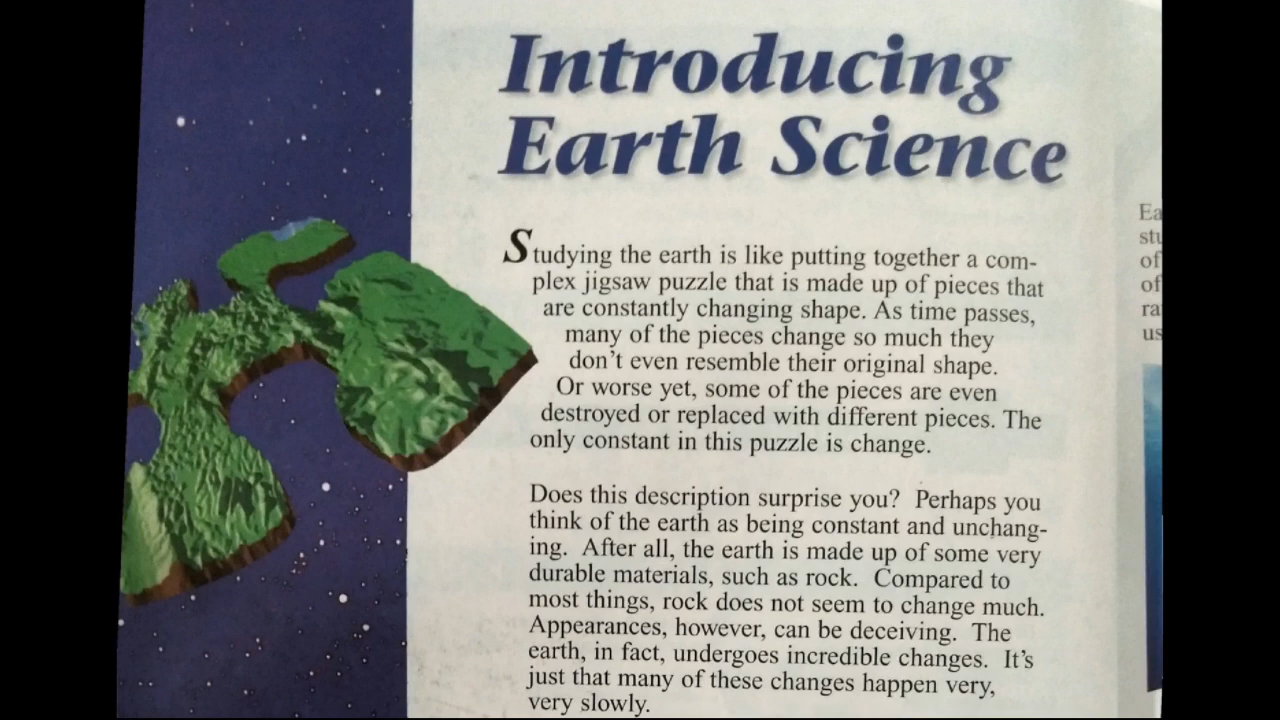 Introducing
Earth Science
Studying the earth is like putting together a com-
plex jigsaw puzzle that is made up of pieces that
are constantly changing shape. As time passes,
many of the pieces change so much they
don't even resemble their original shape.
Or worse yet, some of the pieces are even
destroyed or replaced with different pieces. The
only constant in this puzzle is change.
Does this description surprise you? Perhaps you
think of the earth as being constant and unchang-
ing. After all, the earth is made up of some very
durable materials, such as rock. Compared to
most things, rock does not seem to change much.
Appearances, however, can be deceiving. The
earth, in fact, undergoes incredible changes. It's
just that many of these changes happen very,
very slowly.
of
of